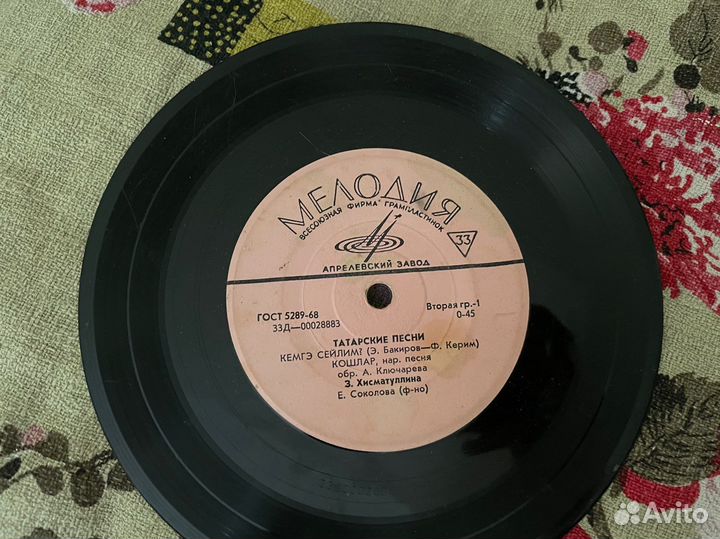 МЕЛОДИЯ
ВСЕСОЮЗНАЯ ФИРМА ГРАМПЛАСТИНОК
33
АПРЕЛЕВСКИЙ ЗАВОД
ГОСТ 5289-68
Вторая гр.-1
33Д—00028883
0-45
ТАТАРСКИЕ ПЕСНИ
КЕМГЭ СЕЙЛИМ? (Э. Бакиров—Ф. Керим)
КОШЛАР, нар. песня
обр. А. Ключарева
З. Хисматуллина
Е. Соколова (ф-но)
Avito